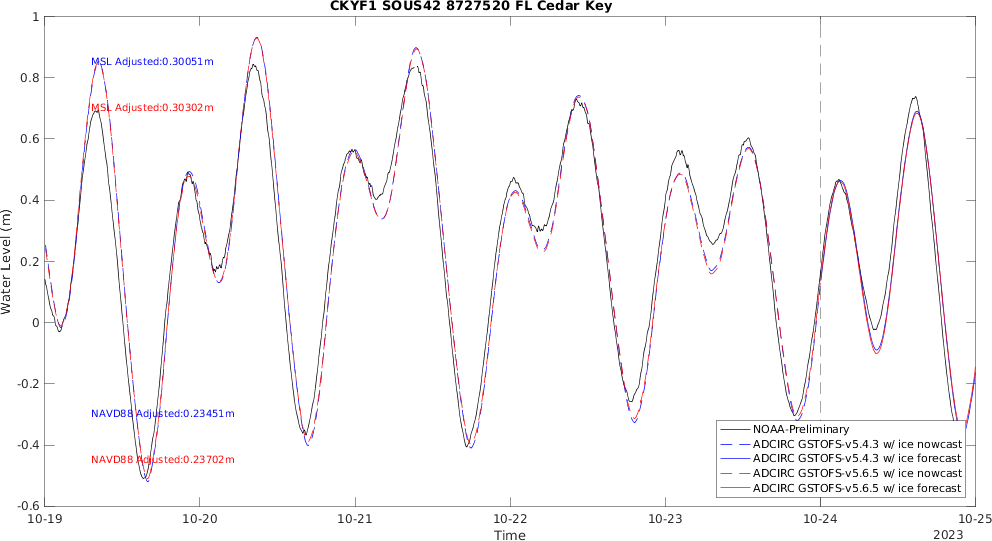 CKYF1 SOUS42 8727520 FL Cedar Key
1
0.8
0.6
0.4
0.2
0
-0.2
-0.4
-0.6
Water Level (m)
MSL Adjusted:0.30051m
MSL Adjusted:0.30302m
NAVD88 Adjusted:0.23451m
NAVD88 Adjusted:0.23702m
NOAA-Preliminary
ADCIRC GSTOFS-v5.4.3 w/ ice nowcast
ADCIRC GSTOFS-v5.4.3 w/ ice forecast
ADCIRC GSTOFS-v5.6.5 w/ ice nowcast
ADCIRC GSTOFS-v5.6.5 w/ ice forecast
10-19 10-20 10-21 10-22 10-23 10-24 10-25
Time
2023